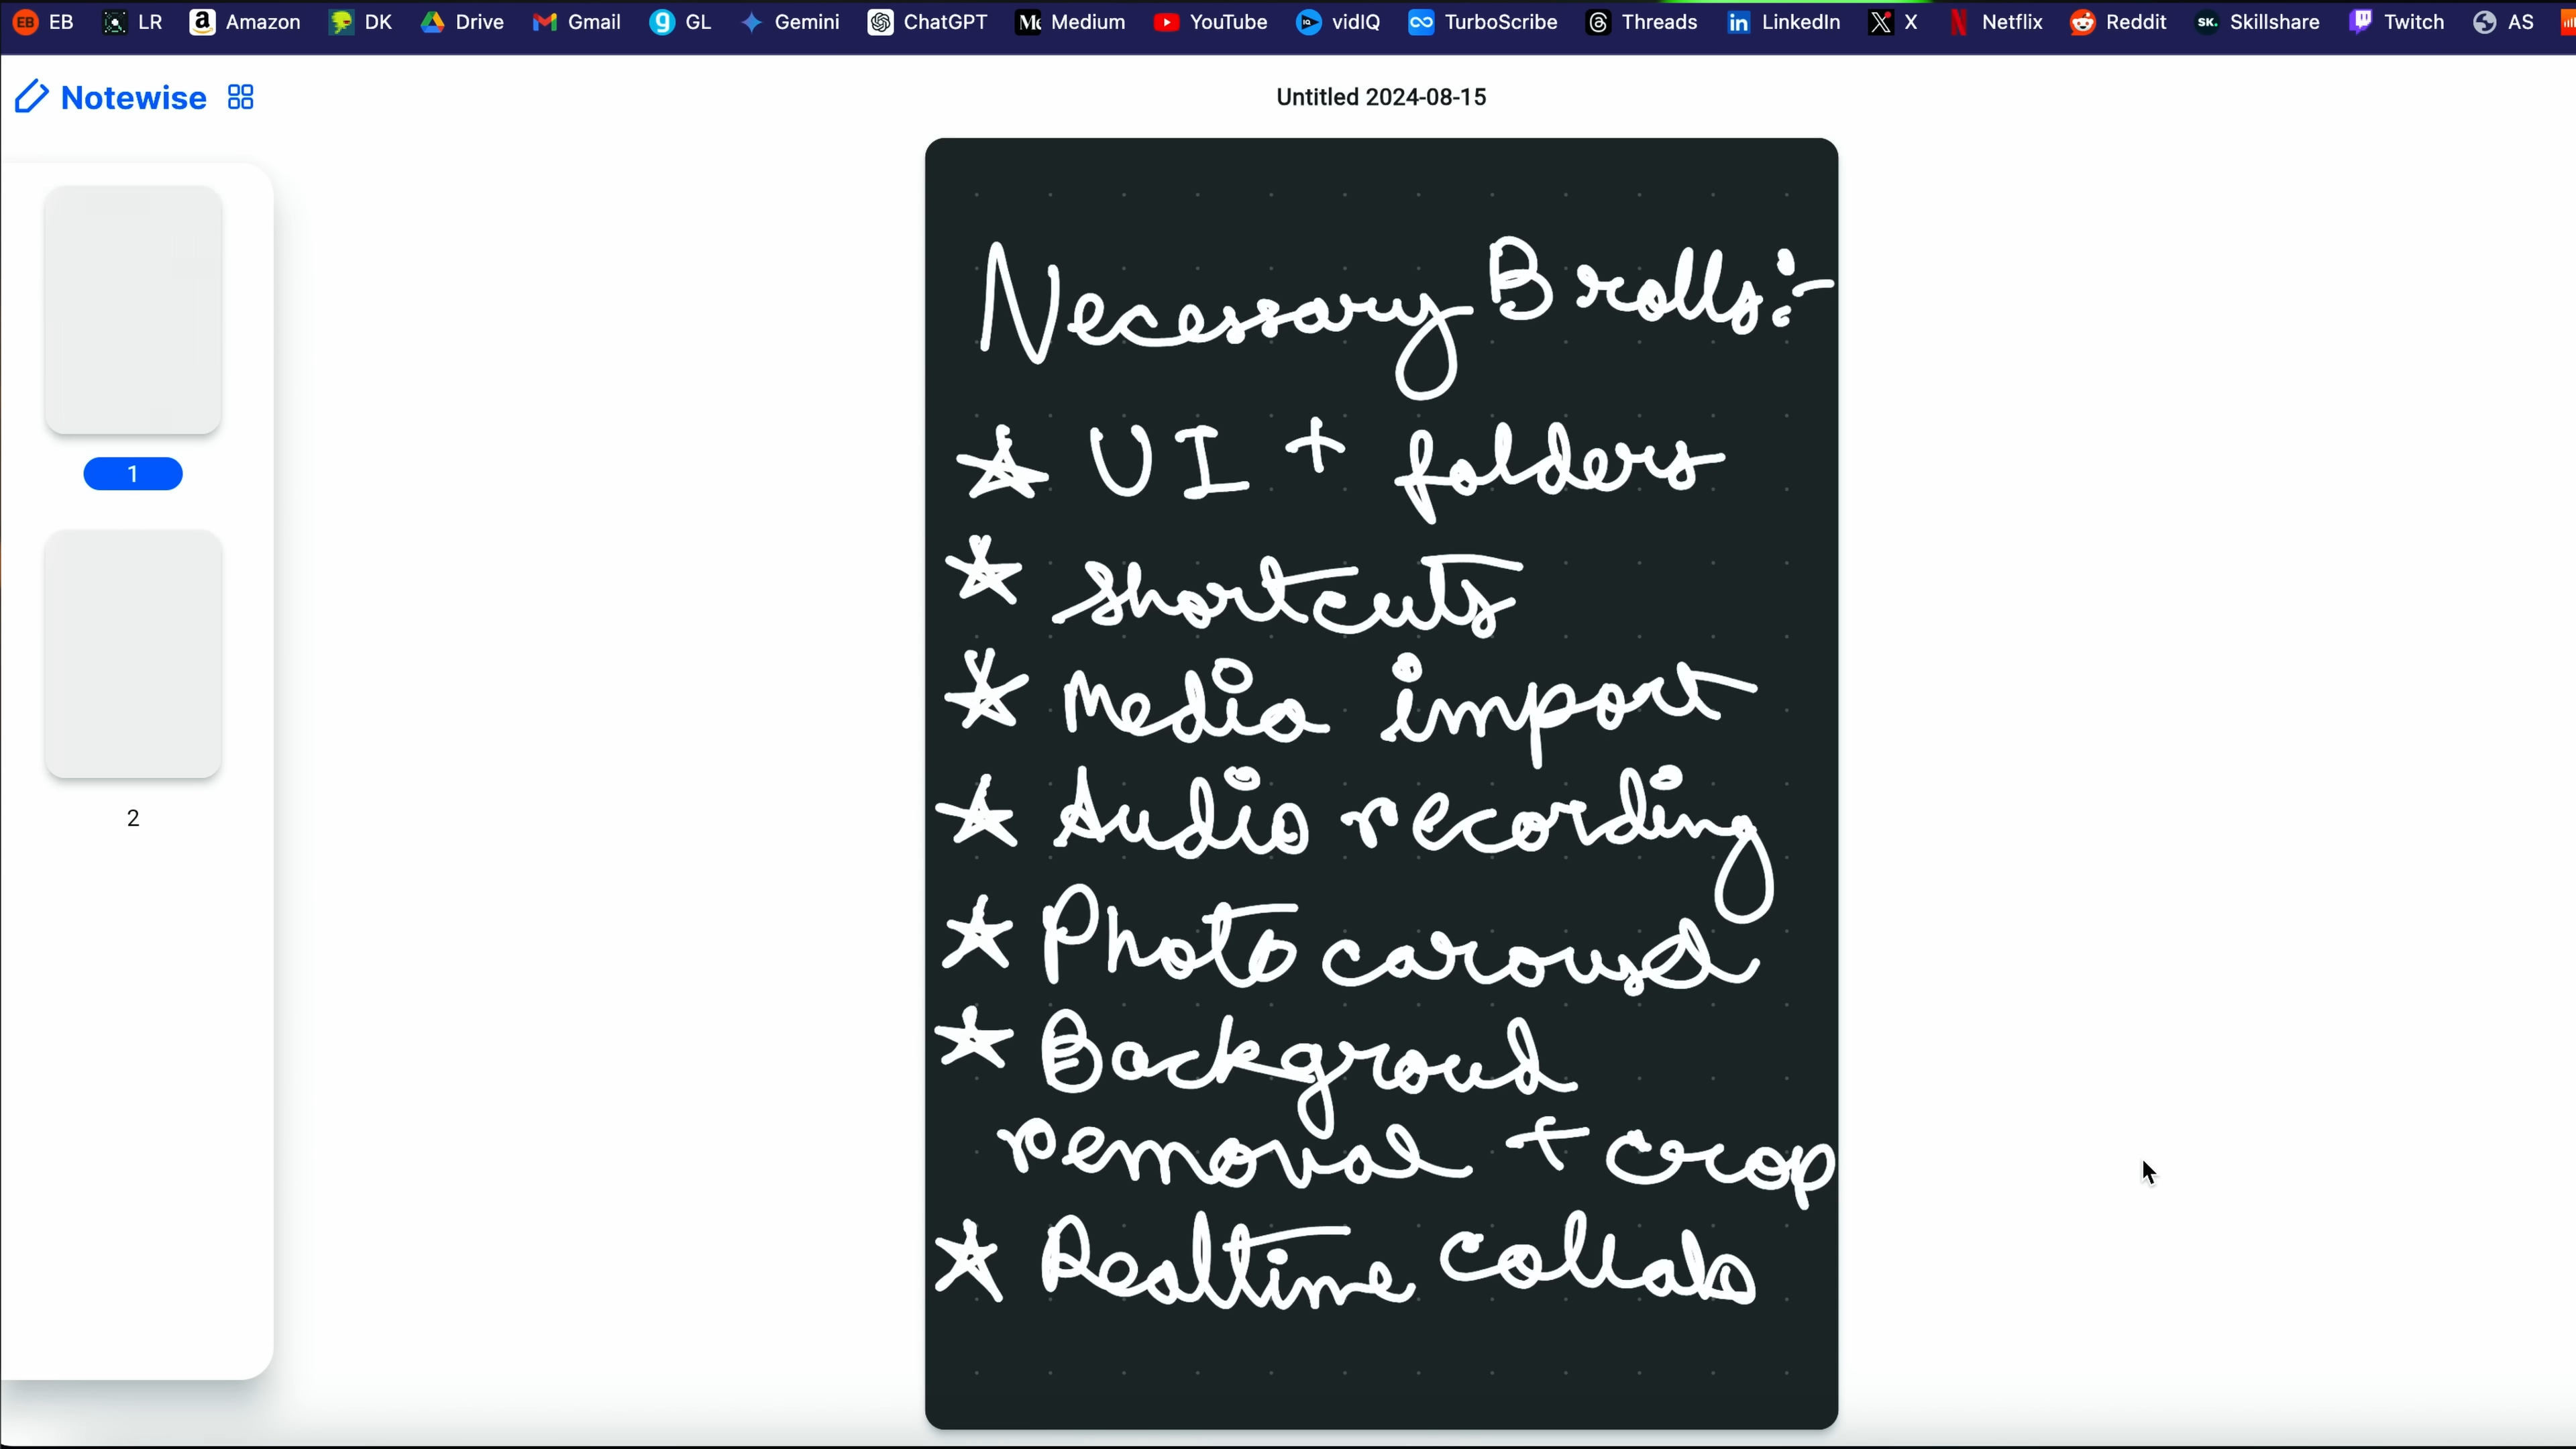 EB LR Amazon DK Drive Gmail GL Gemini ChatGPT Medium YouTube vidIQ TurboScribe Threads LinkedIn X Netflix Reddit Skillshare Twitch AS
Notewise
Untitled 2024-08-15
1
2
Necessary B rolls:-
UI + folders
Shortcuts
Media import
Audio recording
Photo carousel
Backgroud
removal + crop
Realtime collab